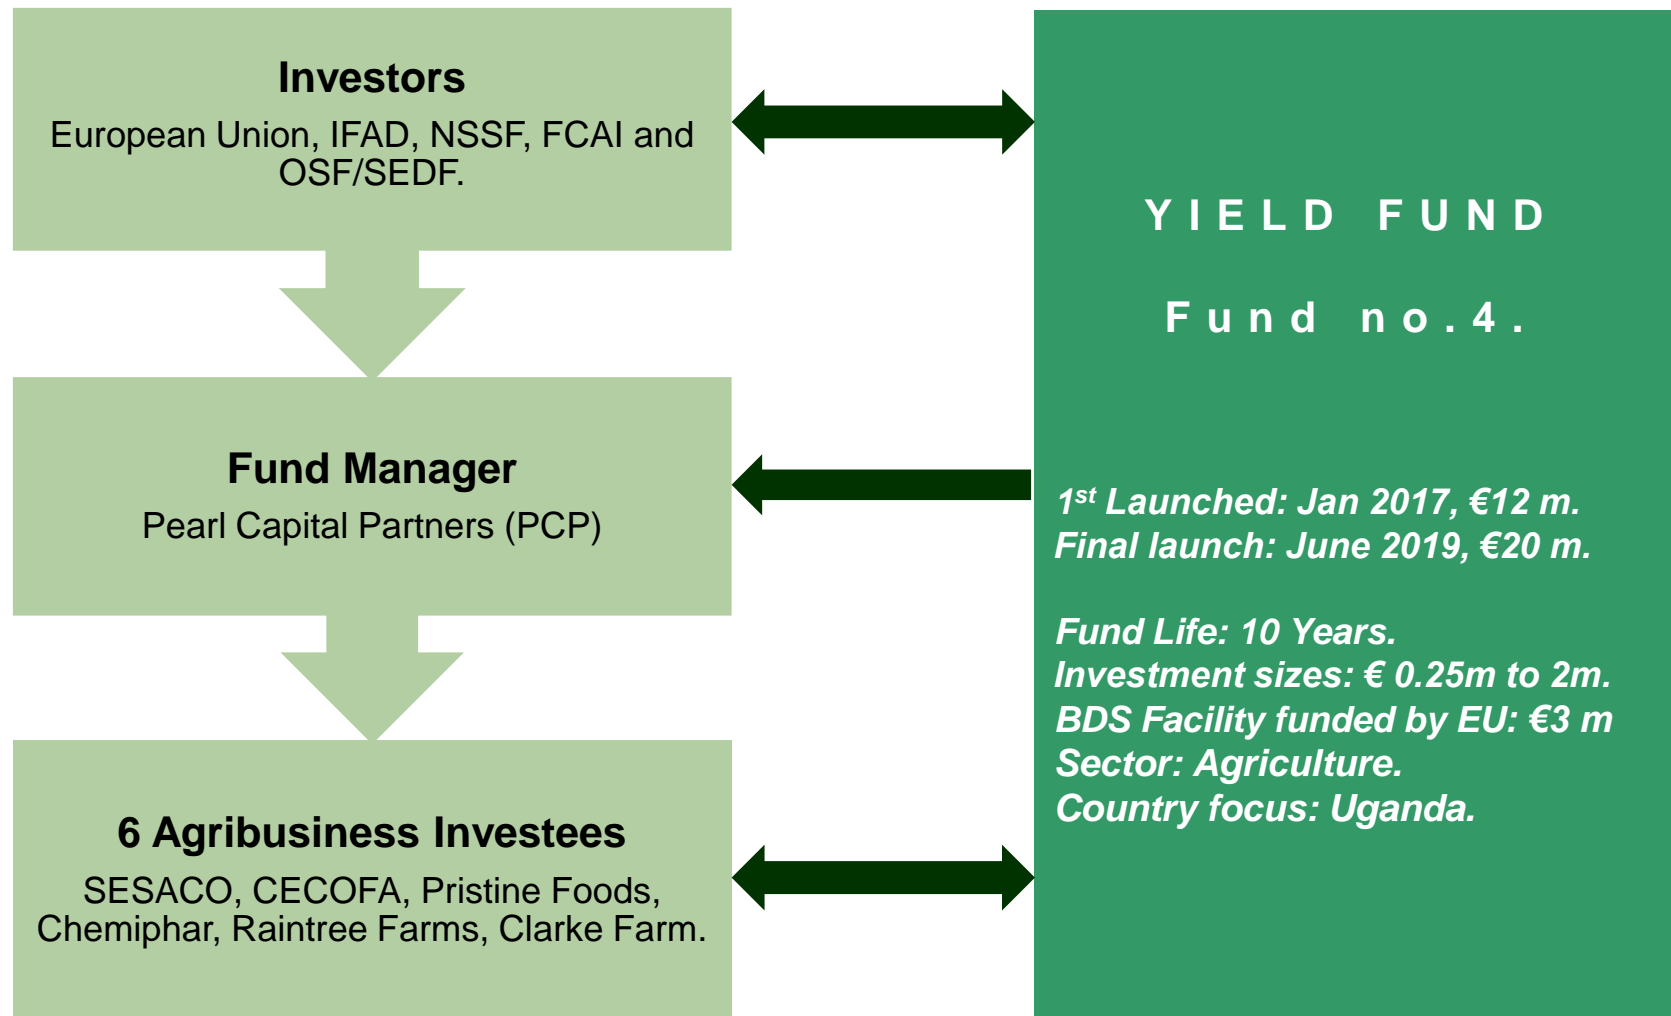 Investors
European Union, IFAD, NSSF, FCAI and
OSF/SEDF.
Fund Manager
Pearl Capital Partners (PCP)
6 Agribusiness Investees
SESACO, CECOFA, Pristine Foods,
Chemiphar, Raintree Farms, Clarke Farm.
YIELD FUND
Fund no.4.
1st Launched: Jan 2017, €12 m.
Final launch: June 2019, €20 m.
Fund Life: 10 Years.
Investment sizes: € 0.25m to 2m.
BDS Facility funded by EU: €3 m
Sector: Agriculture.
Country focus: Uganda.